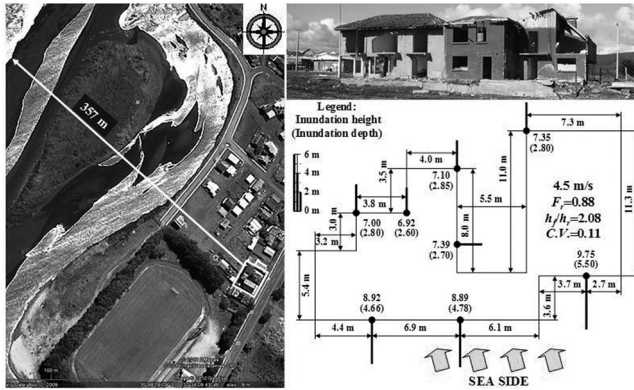 N
357 m
100 m
Legend:
Inundation height
(Inundation depth)
6 m
4 m
2 m
0 m
7.3 m
7.35
(2.80)
4.0 m
3.5 m
7.10
(2.85)
11.0 m
3.8 m
5.5 m
4.5 m/s
Fr=0.88
hf/hr=2.08
C.V.=0.11
11.3 m
3.0 m
7.00
(2.80)
6.92
(2.60)
8.0 m
3.2 m
7.39
(2.70)
9.75
(5.50)
5.4 m
3.7 m
2.7 m
3.6 m
8.92
(4.66)
8.89
(4.78)
4.4 m
6.9 m
6.1 m
SEA SIDE